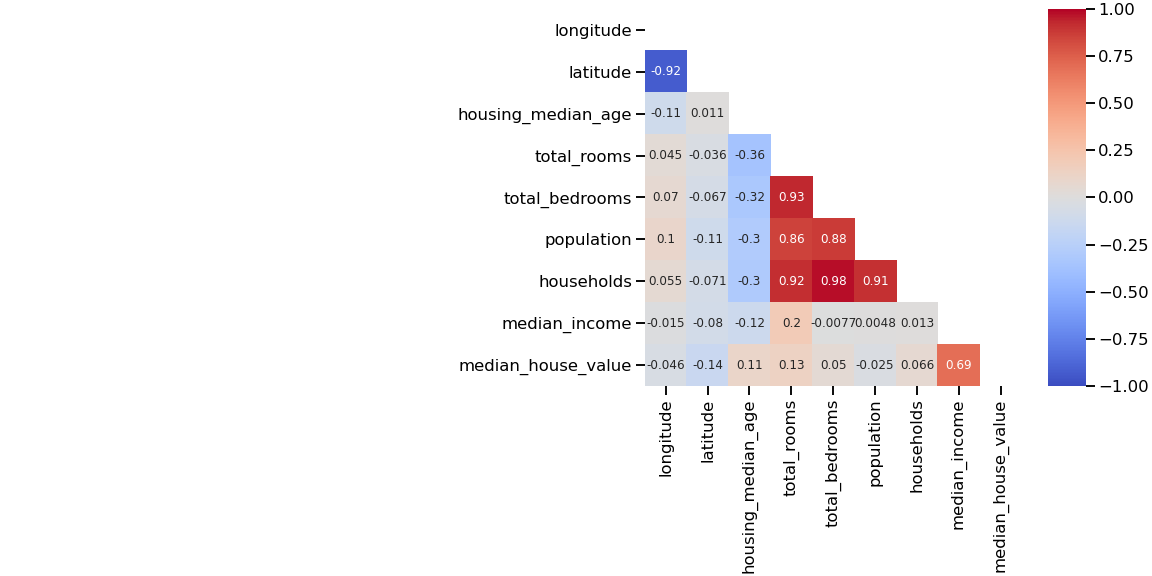 longitude
latitude -0.92
housing_median_age -0.11 0.011
total_rooms 0.045 -0.036 -0.36
total_bedrooms 0.07 -0.067 -0.32 0.93
population 0.1 -0.11 -0.3 0.86 0.88
households 0.055 -0.071 -0.3 0.92 0.98 0.91
median_income -0.015 -0.08 -0.12 0.2 -0.0077 0.0048 0.013
median_house_value -0.046 -0.14 0.11 0.13 0.05 -0.025 0.066 0.69
longitude
latitude
housing_median_age
total_rooms
total_bedrooms
population
households
median_income
median_house_value
1.00
0.75
0.50
0.25
0.00
−0.25
−0.50
−0.75
−1.00